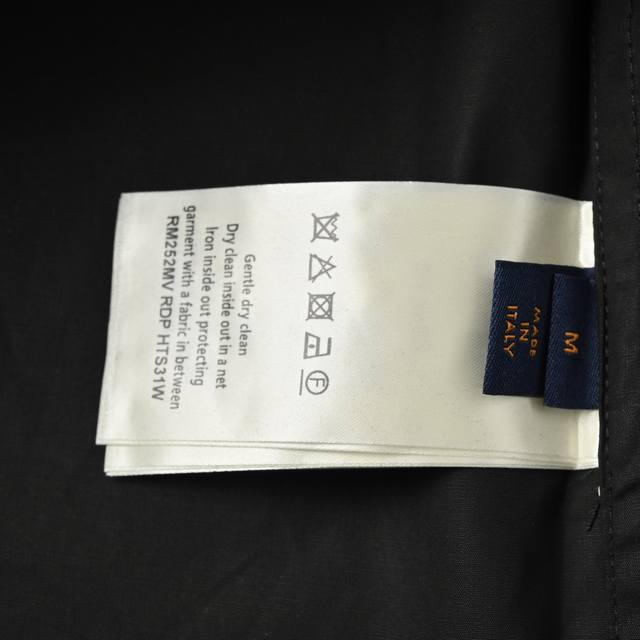 M
MADE
IN
ITALY
Gentle dry clean
Dry clean inside out in a net
Iron inside out protecting
garment with a fabric in between
RM252MV RDP HTS31W